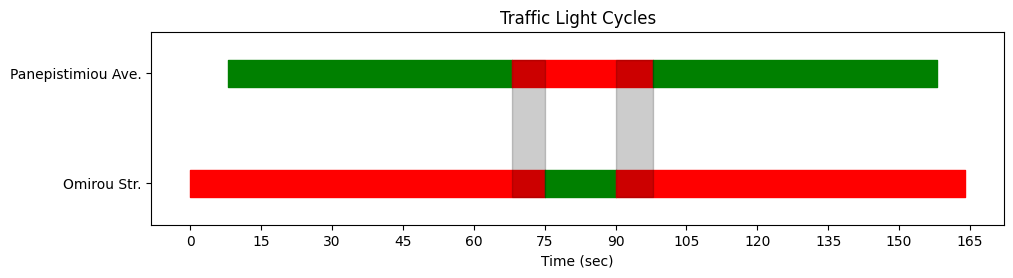 Traffic Light Cycles
Panepistimiou Ave.
Omirou Str.
0 15 30 45 60 75 90 105 120 135 150 165
Time (sec)